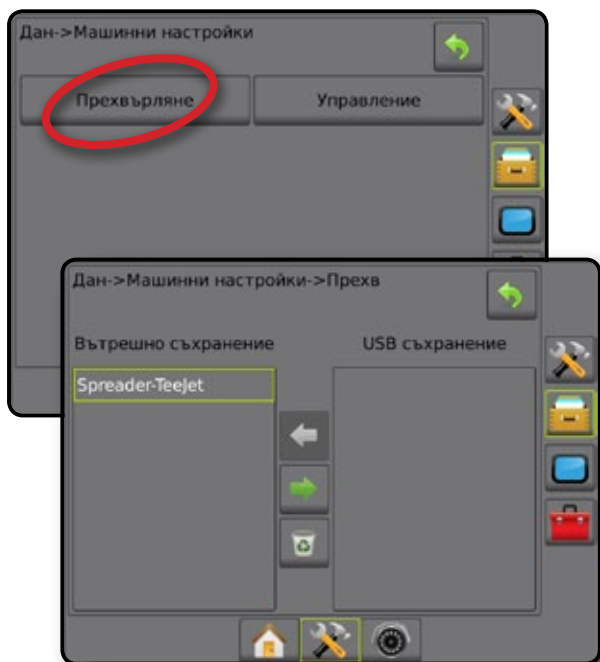 Дан->Машинни настройки
Прехвърляне
Управление
Дан->Машинни настройки->Прехв
Вътрешно съхранение
USB съхранение
Spreader-TeeJet